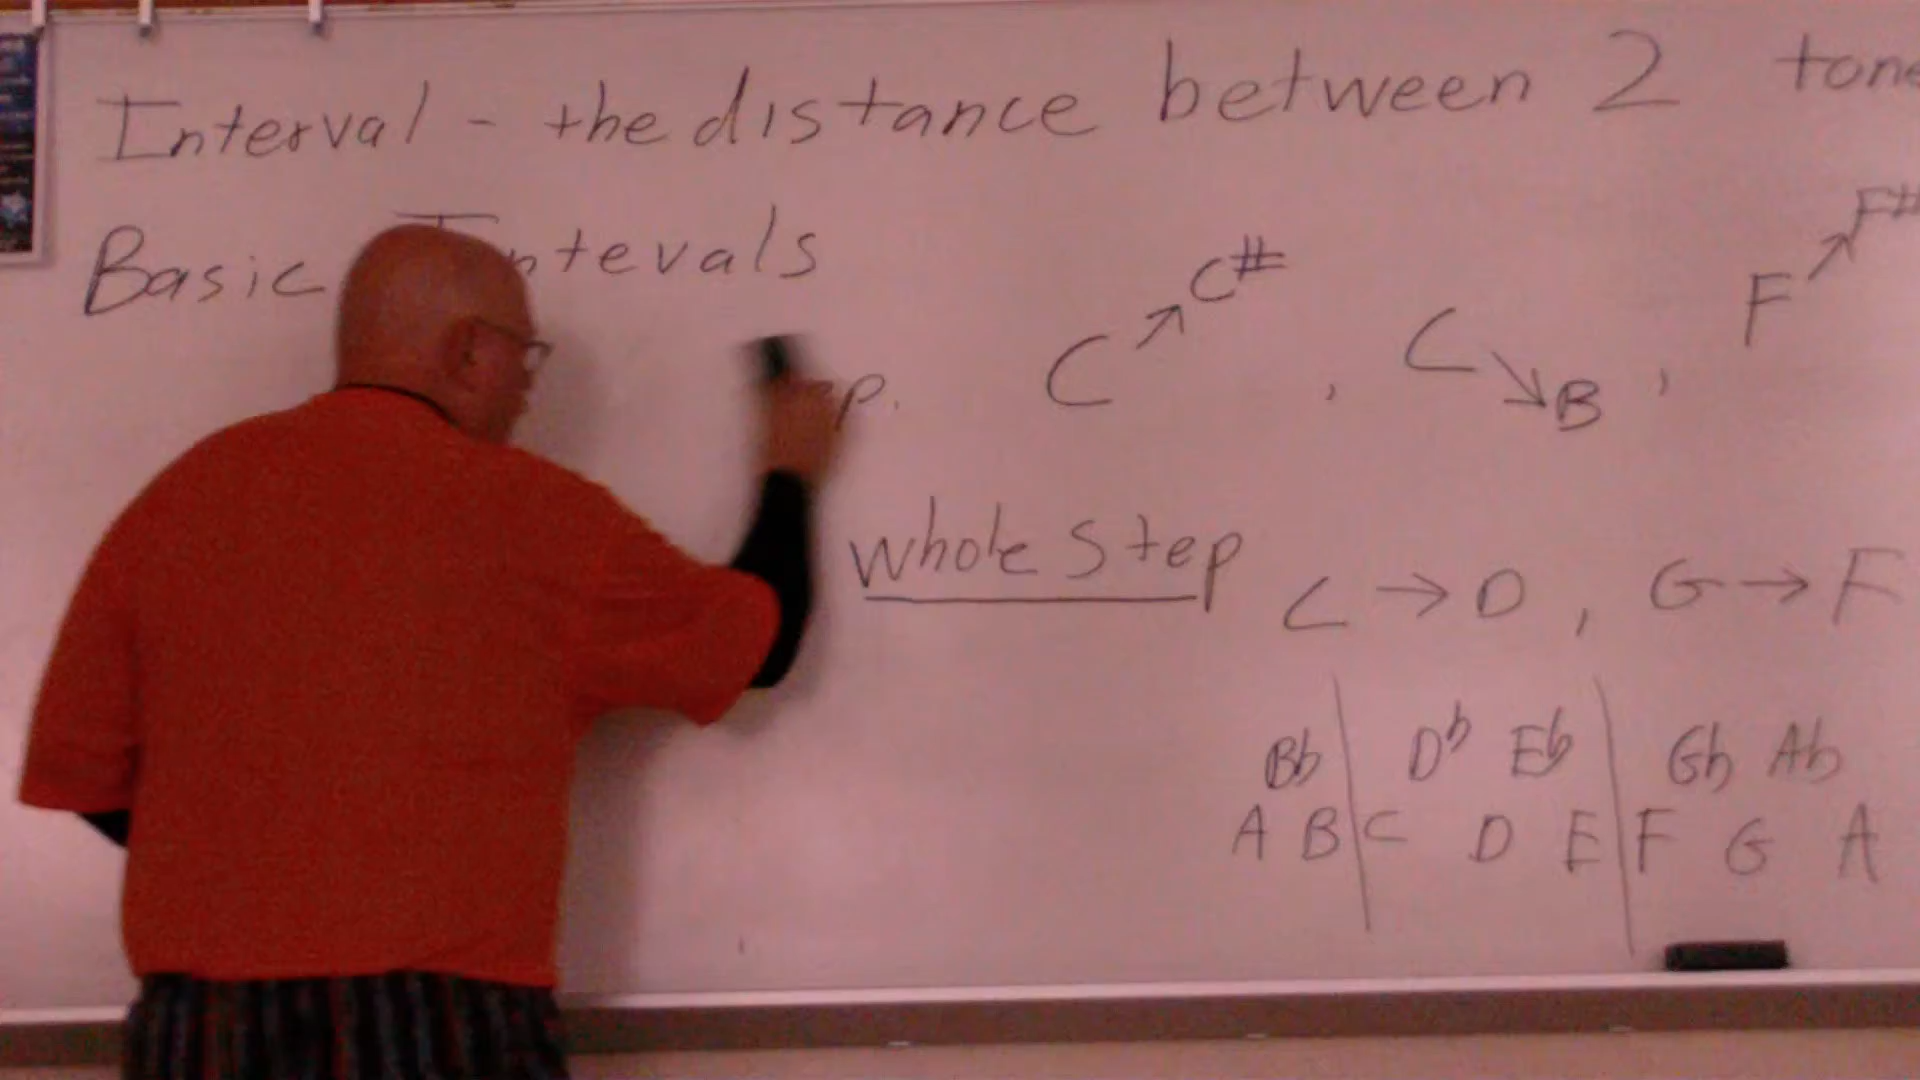 Interval - the distance between 2 tone
Basic Intevals
p. C ↗ C# , C ↘ B , F ↗ F#
whole Step C → D , G → F
Bb Db Eb Gb Ab
A B C D E F G A